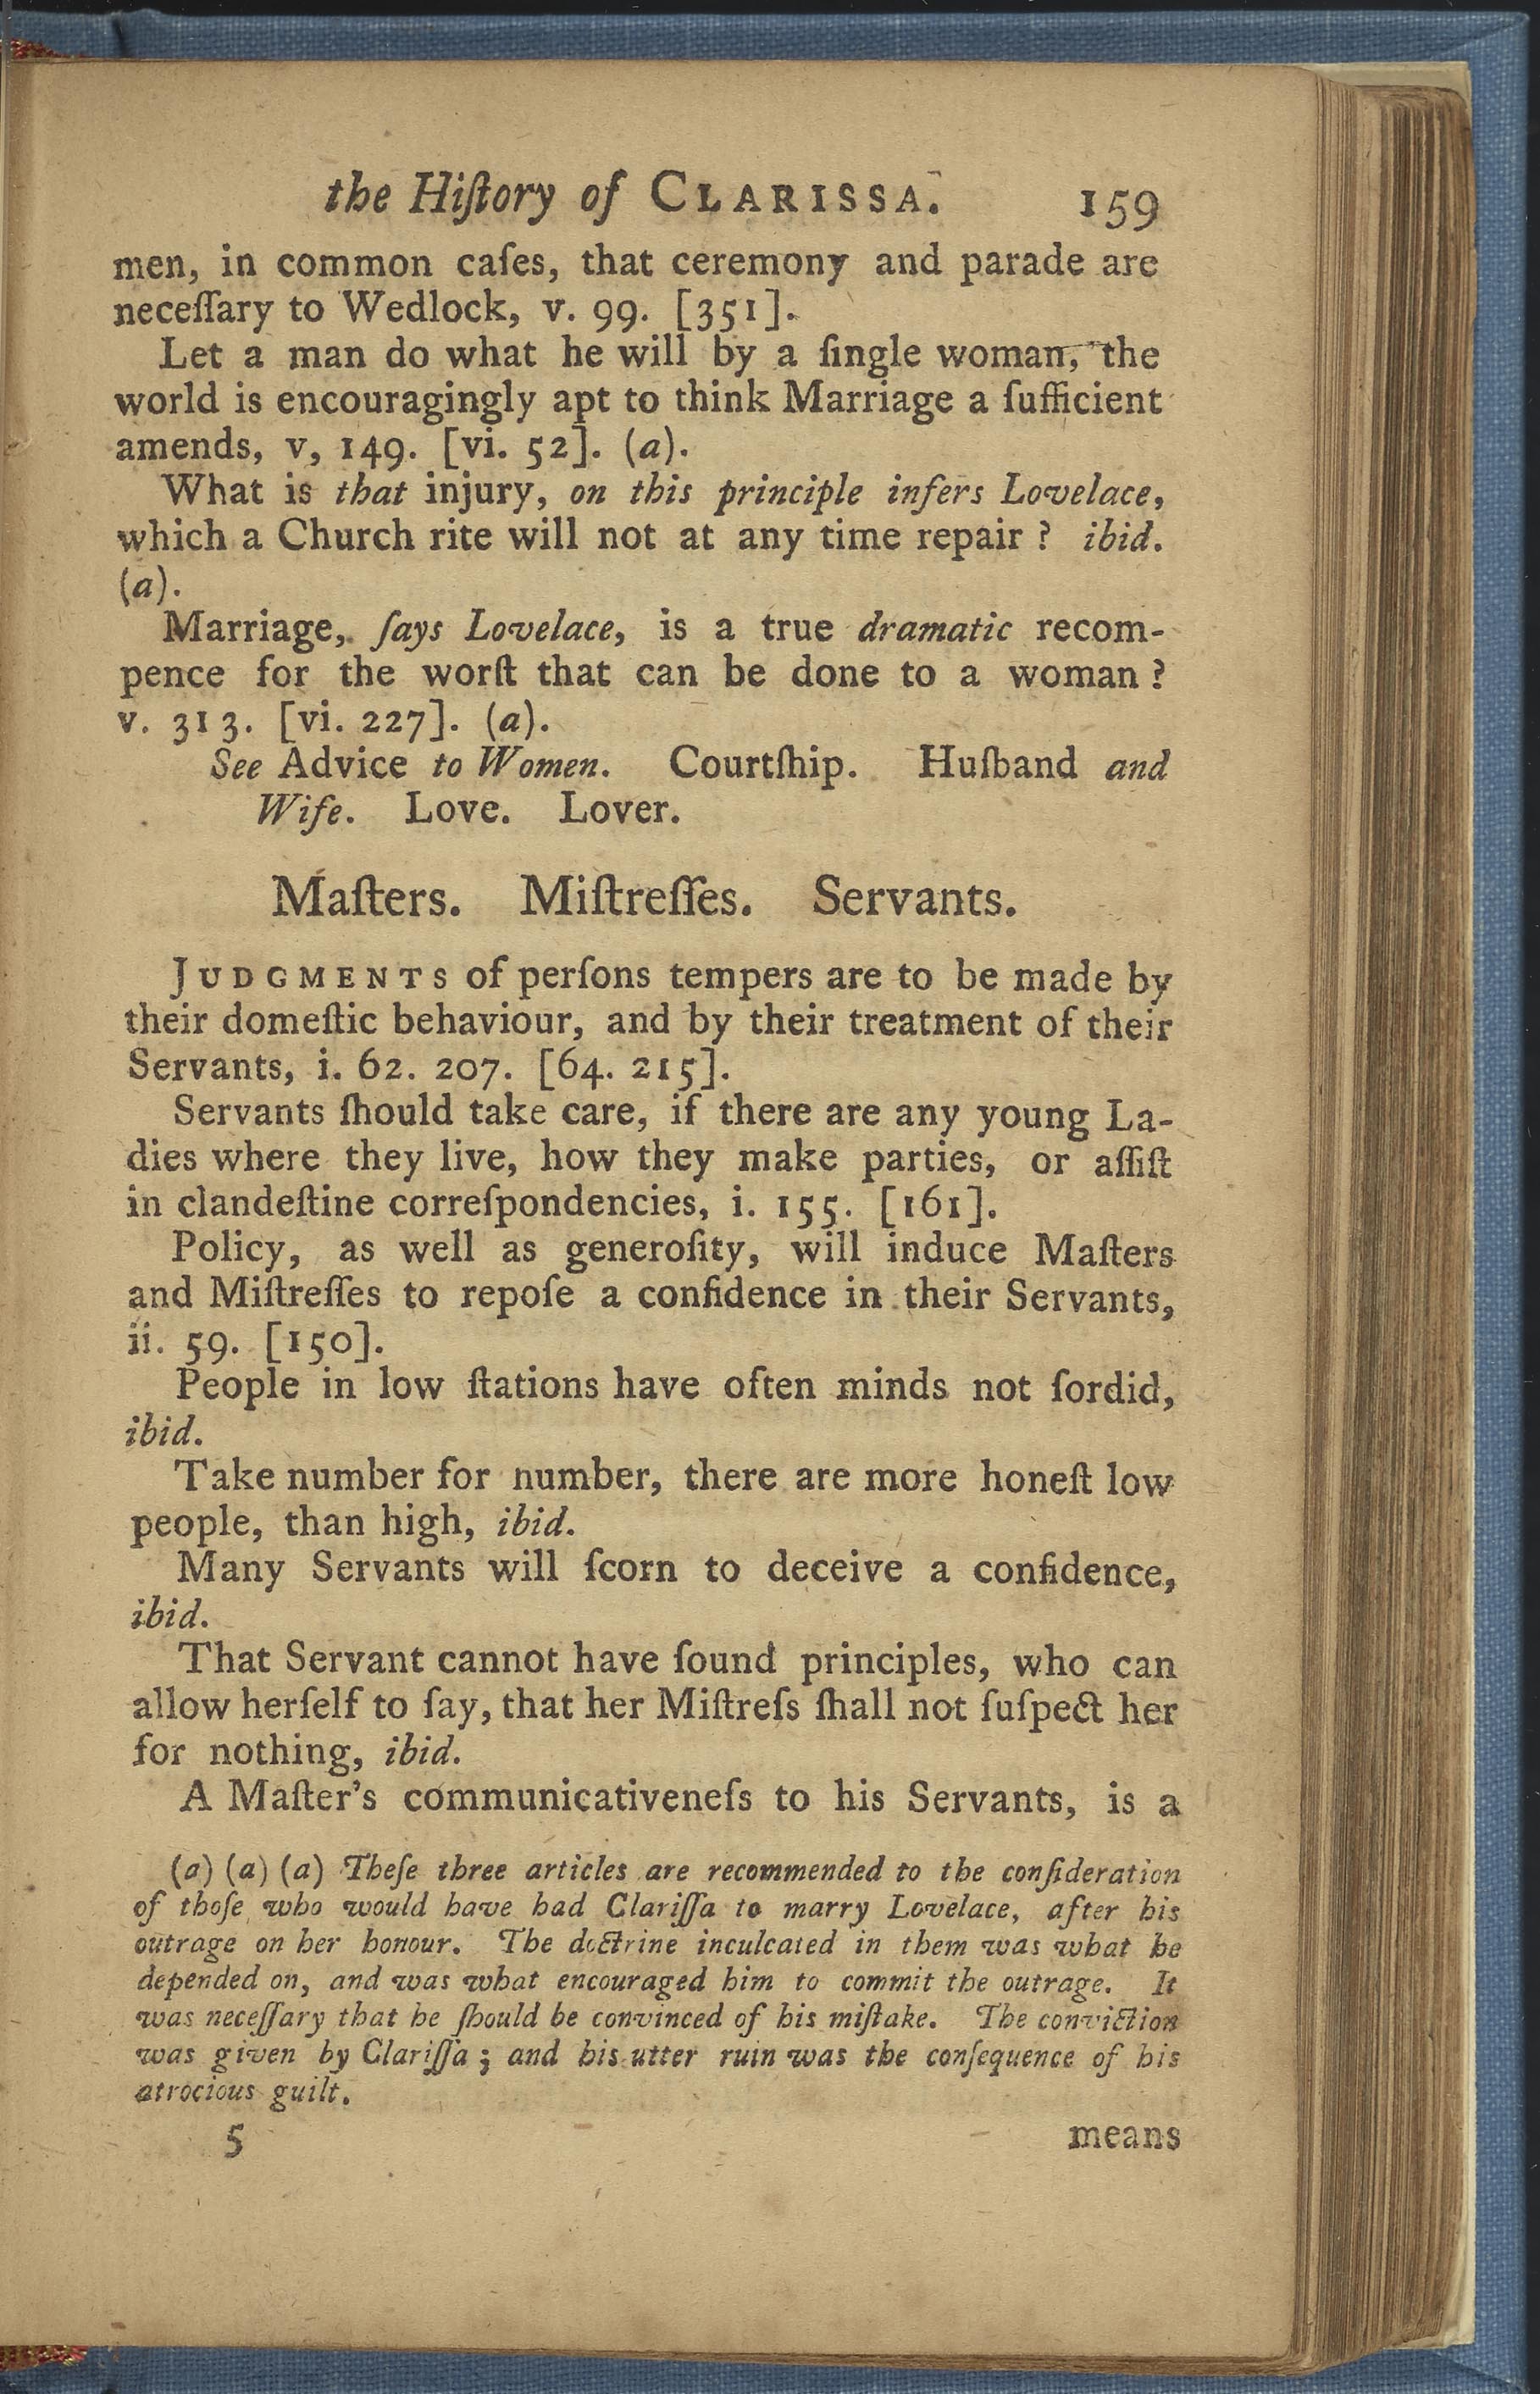 the Hiſtory of CLARISSA. 159
men, in common caſes, that ceremony and parade are
neceſſary to Wedlock, v. 99. [351].
Let a man do what he will by a ſingle woman, the
world is encouragingly apt to think Marriage a ſufficient
amends, v, 149. [vi. 52]. (a).
What is that injury, on this principle infers Lovelace,
which a Church rite will not at any time repair ? ibid.
(a).
Marriage, ſays Lovelace, is a true dramatic recom-
pence for the worſt that can be done to a woman ?
v. 313. [vi. 227]. (a).
See Advice to Women. Courtſhip. Huſband and
Wife. Love. Lover.
Maſters. Miſtreſſes. Servants.
JUDGMENTS of perſons tempers are to be made by
their domeſtic behaviour, and by their treatment of their
Servants, i. 62. 207. [64. 215].
Servants ſhould take care, if there are any young La-
dies where they live, how they make parties, or aſſiſt
in clandeſtine correſpondencies, i. 155. [161].
Policy, as well as generoſity, will induce Maſters
and Miſtreſſes to repoſe a confidence in their Servants,
ii. 59. [150].
People in low ſtations have often minds not ſordid,
ibid.
Take number for number, there are more honeſt low
people, than high, ibid.
Many Servants will ſcorn to deceive a confidence,
ibid.
That Servant cannot have ſound principles, who can
allow herſelf to ſay, that her Miſtreſs ſhall not ſuſpect her
for nothing, ibid.
A Maſter's communicativeneſs to his Servants, is a
(a) (a) (a) Theſe three articles are recommended to the conſideration
of thoſe who would have had Clariſſa to marry Lovelace, after his
outrage on her honour. The doctrine inculcated in them was what he
depended on, and was what encouraged him to commit the outrage. It
was neceſſary that he ſhould be convinced of his miſtake. The conviction
was given by Clariſſa ; and his utter ruin was the conſequence of his
atrocious guilt.
5 means